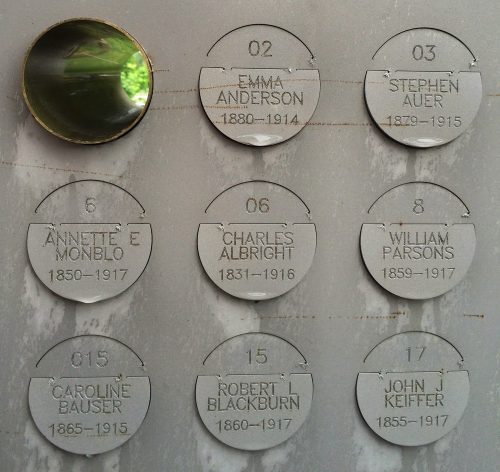 02
EMMA
ANDERSON
1880-1914
03
STEPHEN
AUER
1879-1915
6
ANNETTE E
MONBLO
1850-1917
06
CHARLES
ALBRIGHT
1831-1916
8
WILLIAM
PARSONS
1859-1917
015
CAROLINE
BAUSER
1865-1915
15
ROBERT L
BLACKBURN
1860-1917
17
JOHN J
KEIFFER
1855-1917